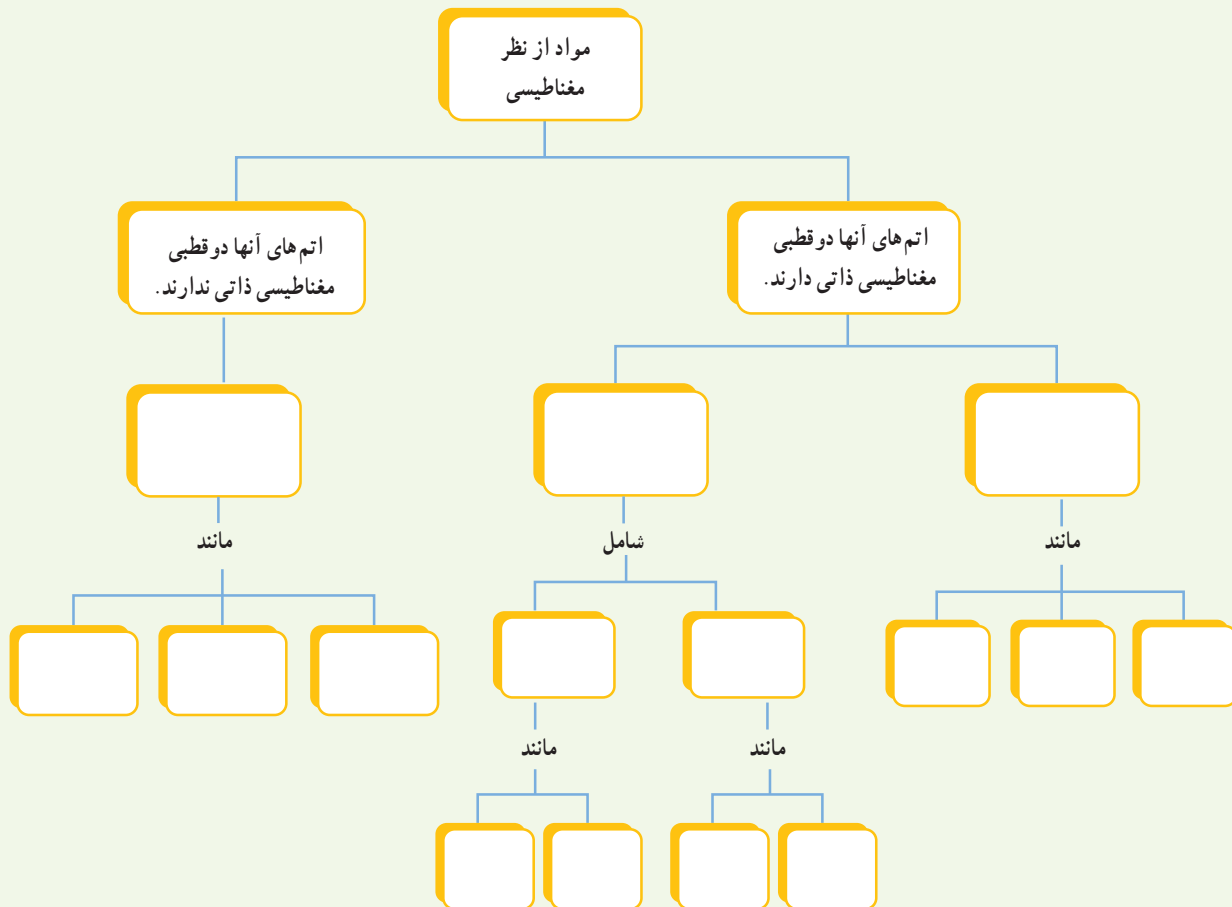 مواد از نظر
مغناطیسی
اتم‌های آنها دوقطبی
مغناطیسی ذاتی دارند.
اتم‌های آنها دوقطبی
مغناطیسی ذاتی ندارند.
مانند
شامل
مانند
مانند
مانند